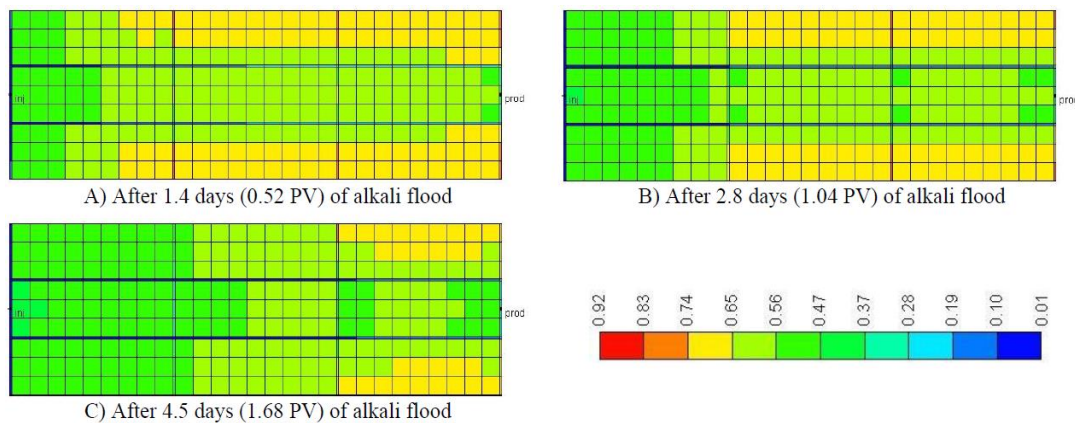 inj
prod
A) After 1.4 days (0.52 PV) of alkali flood
inj
prod
B) After 2.8 days (1.04 PV) of alkali flood
inj
prod
C) After 4.5 days (1.68 PV) of alkali flood
0.92 0.83 0.74 0.65 0.56 0.47 0.37 0.28 0.19 0.10 0.01